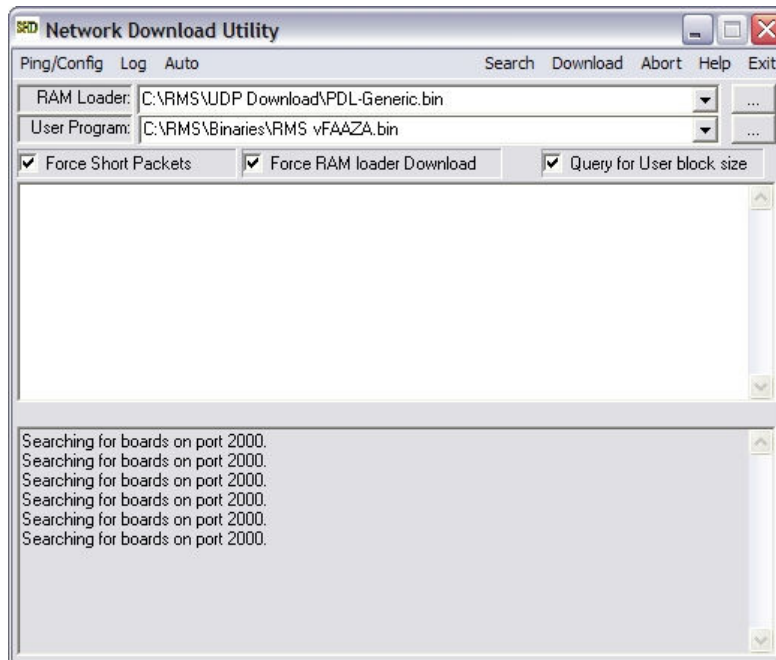 Network Download Utility
Ping/Config Log Auto Search Download Abort Help Exit
RAM Loader: C:\RMS\UDP Download\PDL-Generic.bin ...
User Program: C:\RMS\Binaries\RMS vFAAZA.bin ...
Force Short Packets Force RAM loader Download Query for User block size
Searching for boards on port 2000.
Searching for boards on port 2000.
Searching for boards on port 2000.
Searching for boards on port 2000.
Searching for boards on port 2000.
Searching for boards on port 2000.